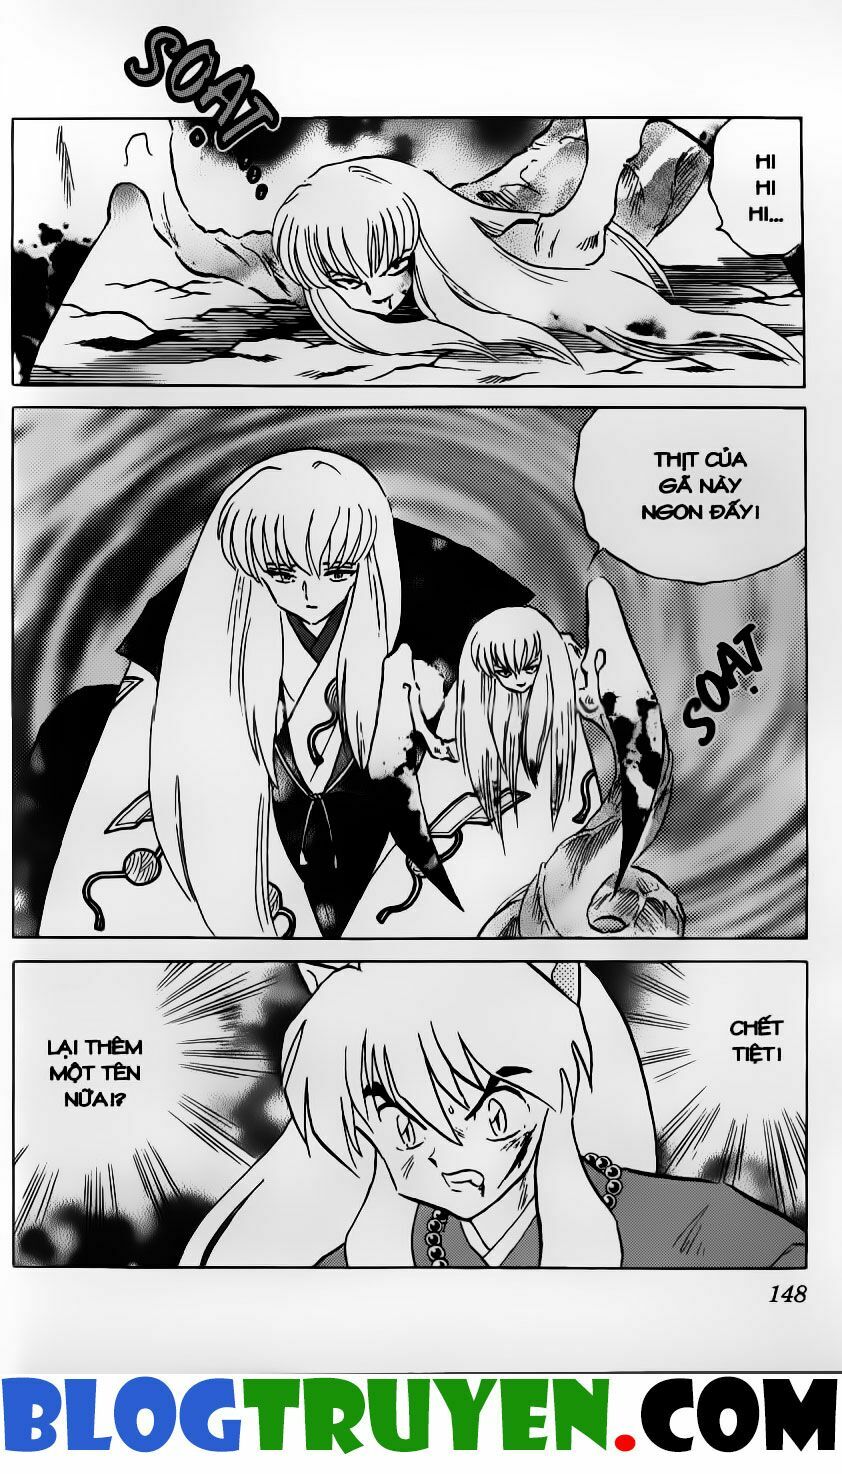 SOẠT...
HI
HI
HI...
THỊT CỦA
GÃ NÀY
NGON ĐẤY!
SOẠT
CHẾT
TIỆT!
LẠI THÊM
MỘT TÊN
NỮA!?
148
BLOGTRUYEN.COM